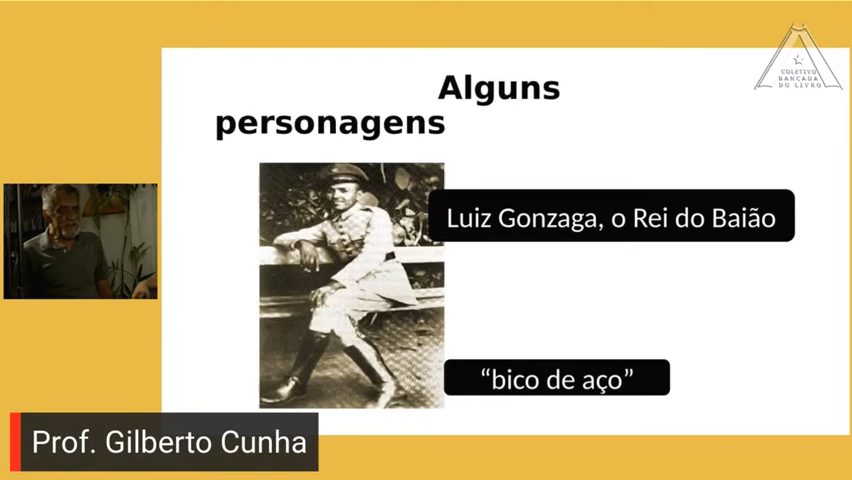 COLETIVO
BANCADA
DO LIVRO
Alguns
personagens
Luiz Gonzaga, o Rei do Baião
“bico de aço”
Prof. Gilberto Cunha